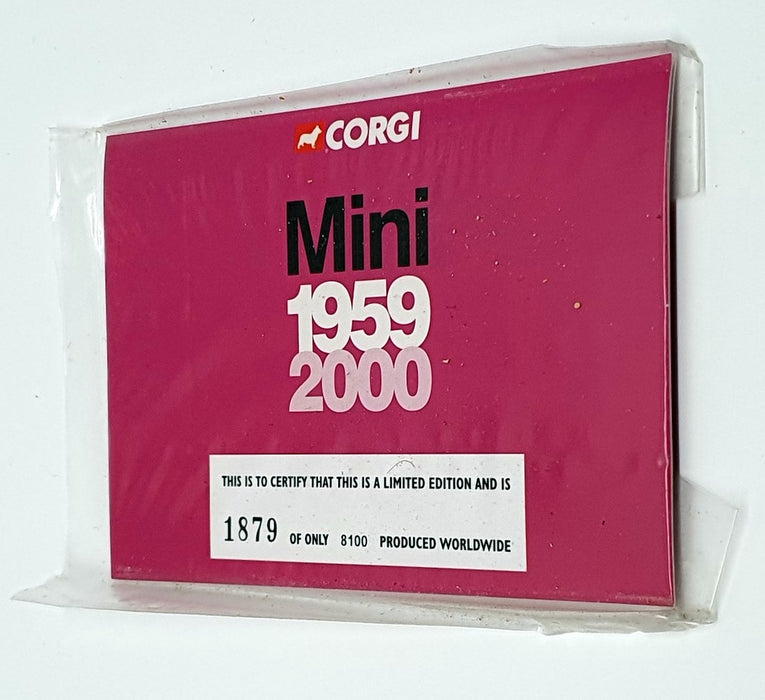 CORGI
Mini
1959
2000
THIS IS TO CERTIFY THAT THIS IS A LIMITED EDITION AND IS
1879 OF ONLY 8100 PRODUCED WORLDWIDE